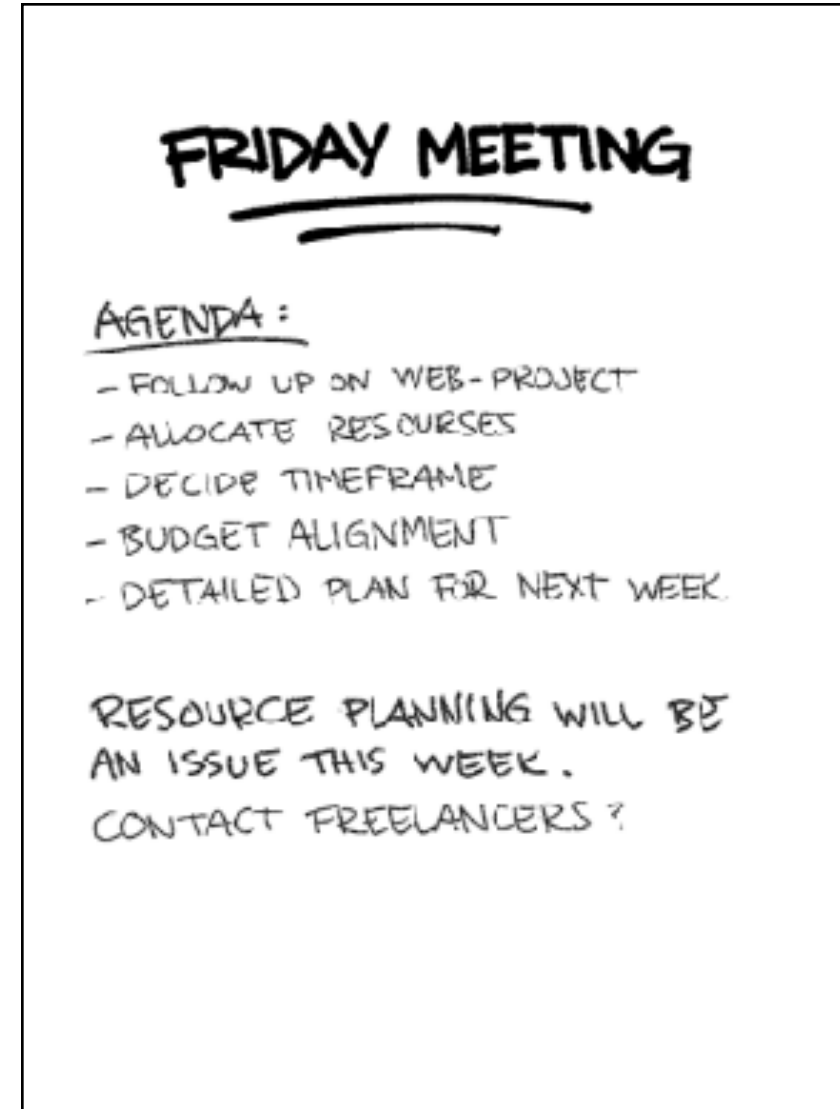 FRIDAY MEETING
AGENDA:
- FOLLOW UP ON WEB-PROJECT
- ALLOCATE RESOURSES
- DECIDE TIMEFRAME
- BUDGET ALIGNMENT
- DETAILED PLAN FOR NEXT WEEK
RESOURCE PLANNING WILL BE
AN ISSUE THIS WEEK.
CONTACT FREELANCERS?